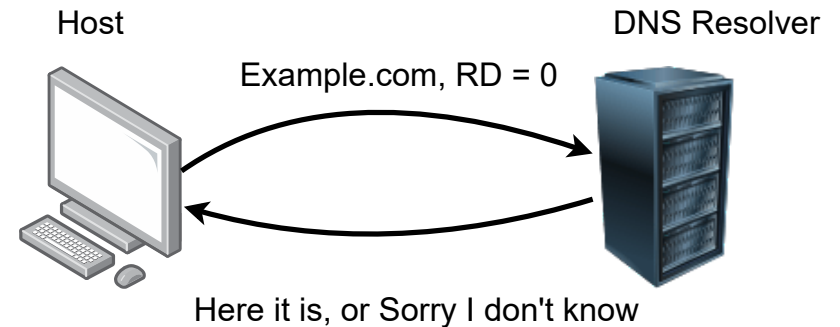 Host
DNS Resolver
Example.com, RD = 0
Here it is, or Sorry I don't know